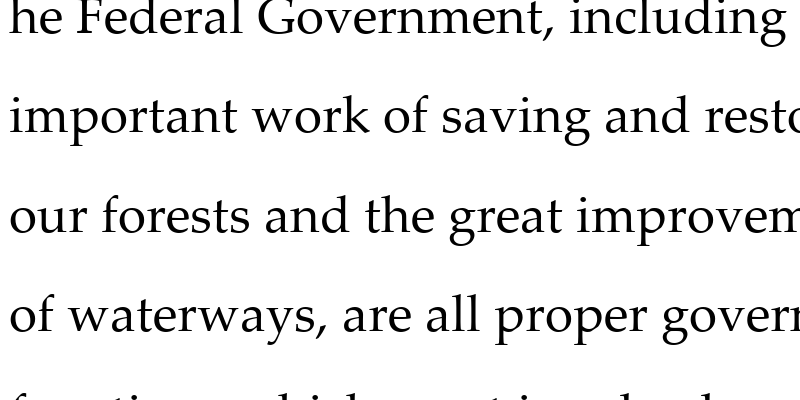 he Federal Government, including
important work of saving and resto
our forests and the great improvem
of waterways, are all proper govern